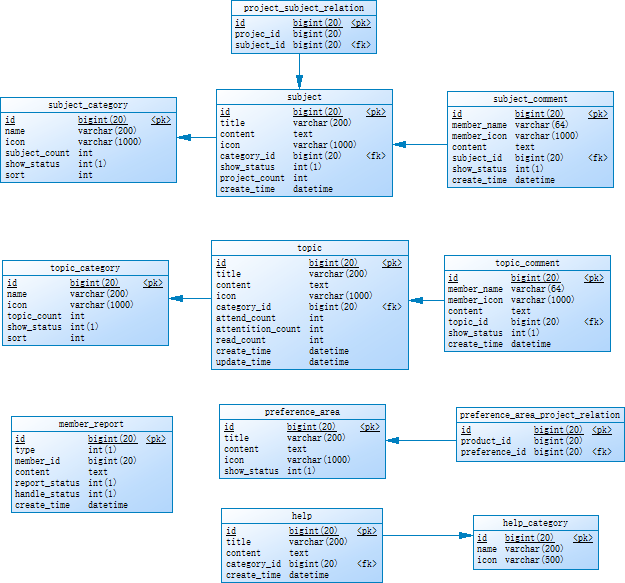 project_subject_relation
id bigint(20) <pk>
projec_id bigint(20)
subject_id bigint(20) <fk>
subject_category
id bigint(20) <pk>
name varchar(200)
icon varchar(1000)
subject_count int
show_status int(1)
sort int
subject
id bigint(20) <pk>
title varchar(200)
content text
icon varchar(1000)
category_id bigint(20) <fk>
show_status int(1)
project_count int
create_time datetime
subject_comment
id bigint(20) <pk>
member_name varchar(64)
member_icon varchar(1000)
content text
subject_id bigint(20) <fk>
show_status int(1)
create_time datetime
topic_category
id bigint(20) <pk>
name varchar(200)
icon varchar(1000)
topic_count int
show_status int(1)
sort int
topic
id bigint(20) <pk>
title varchar(200)
content text
icon varchar(1000)
category_id bigint(20) <fk>
attend_count int
attentition_count int
read_count int
create_time datetime
update_time datetime
topic_comment
id bigint(20) <pk>
member_name varchar(64)
member_icon varchar(1000)
content text
topic_id bigint(20) <fk>
show_status int(1)
create_time datetime
member_report
id bigint(20) <pk>
type int(1)
member_id bigint(20)
content text
report_status int(1)
handle_status int(1)
create_time datetime
preference_area
id bigint(20) <pk>
title varchar(200)
content text
icon varchar(1000)
show_status int(1)
preference_area_project_relation
id bigint(20) <pk>
product_id bigint(20)
preference_id bigint(20) <fk>
help
id bigint(20) <pk>
title varchar(200)
content text
category_id bigint(20) <fk>
create_time datetime
help_category
id bigint(20) <pk>
name varchar(200)
icon varchar(500)